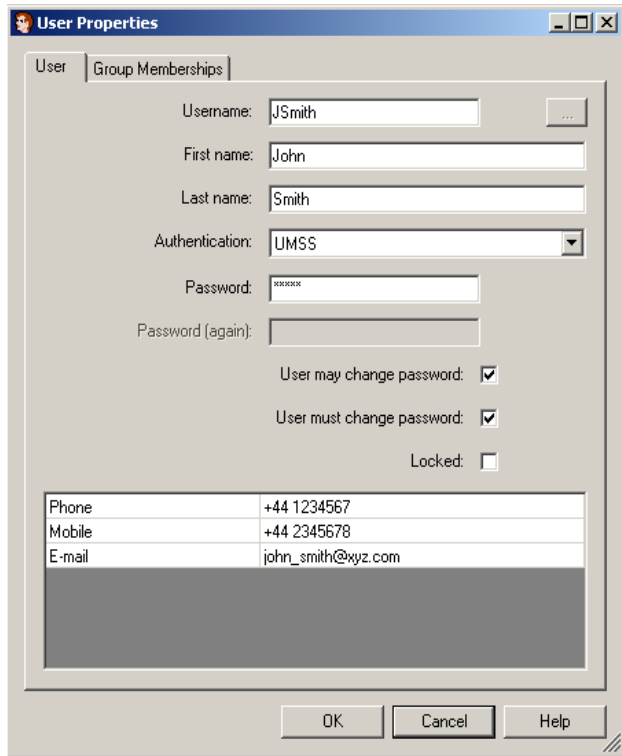 User Properties
User Group Memberships
Username: JSmith ...
First name: John
Last name: Smith
Authentication: UMSS
Password: *****
Password (again):
User may change password:
User must change password:
Locked:
Phone +44 1234567
Mobile +44 2345678
E-mail john_smith@xyz.com
OK Cancel Help